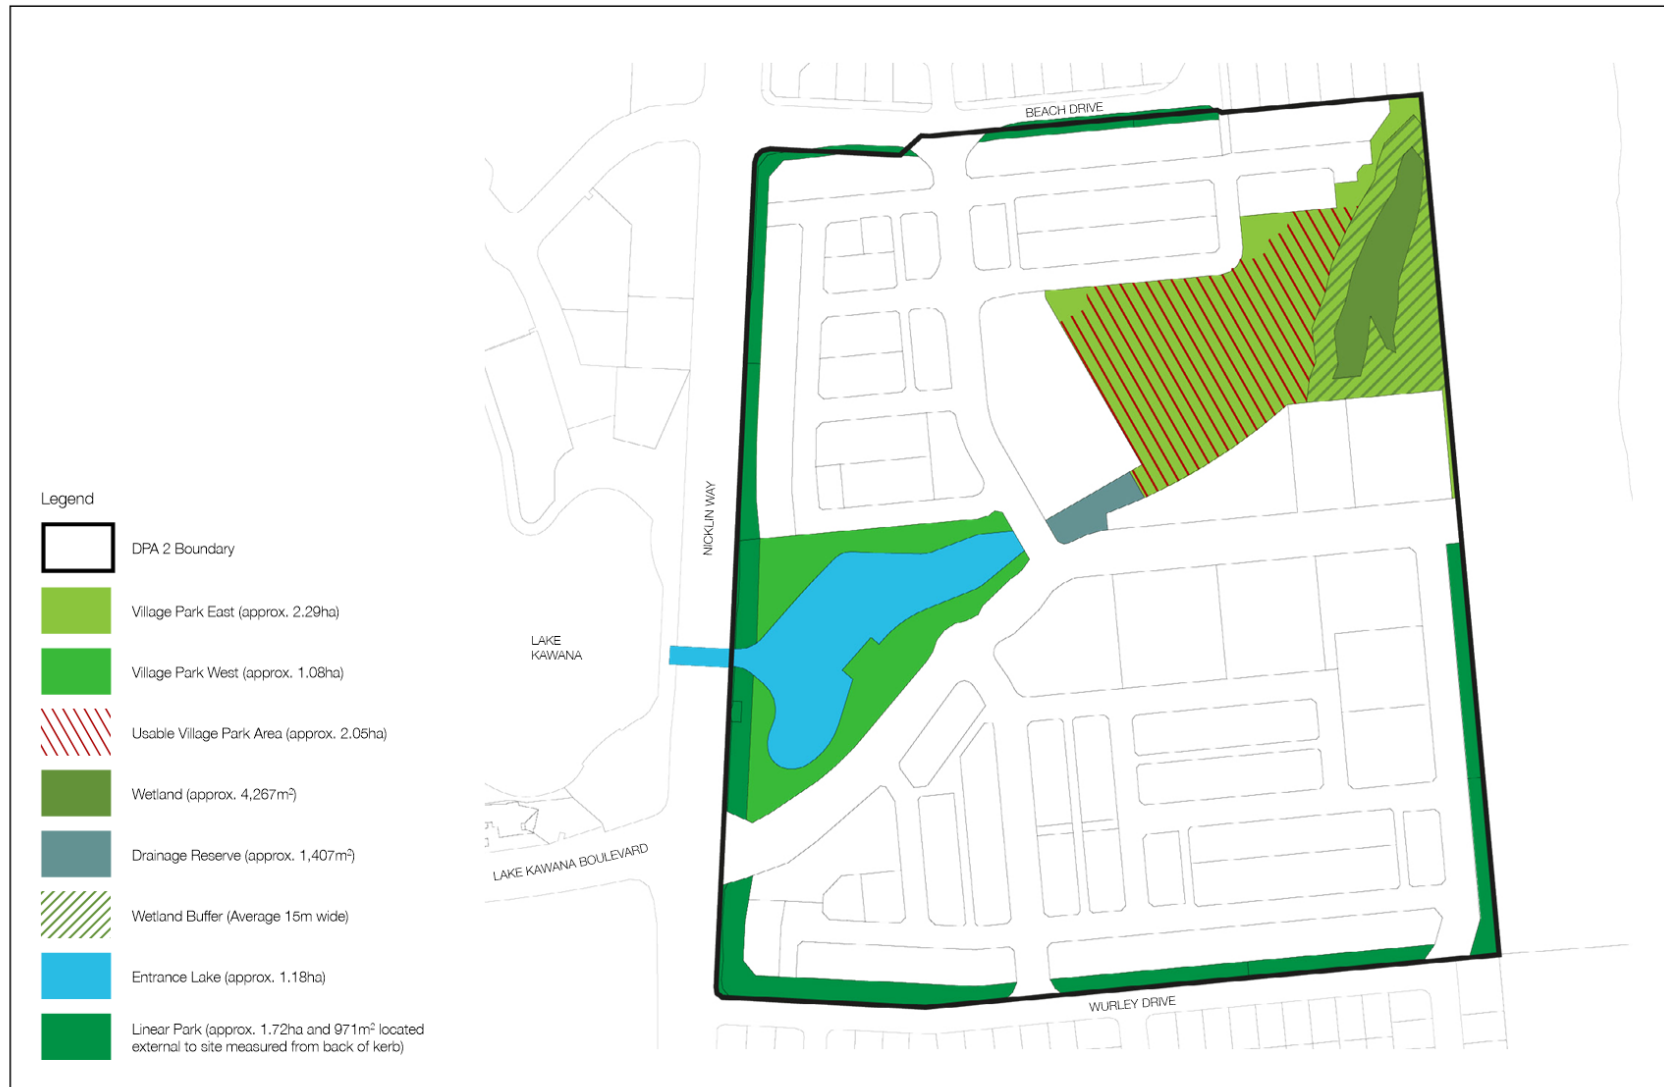 BEACH DRIVE
NICKLIN WAY
LAKE
KAWANA
LAKE KAWANA BOULEVARD
WURLEY DRIVE
Legend
DPA 2 Boundary
Village Park East (approx. 2.29ha)
Village Park West (approx. 1.08ha)
Usable Village Park Area (approx. 2.05ha)
Wetland (approx. 4,267m²)
Drainage Reserve (approx. 1,407m²)
Wetland Buffer (Average 15m wide)
Entrance Lake (approx. 1.18ha)
Linear Park (approx. 1.72ha and 971m² located
external to site measured from back of kerb)